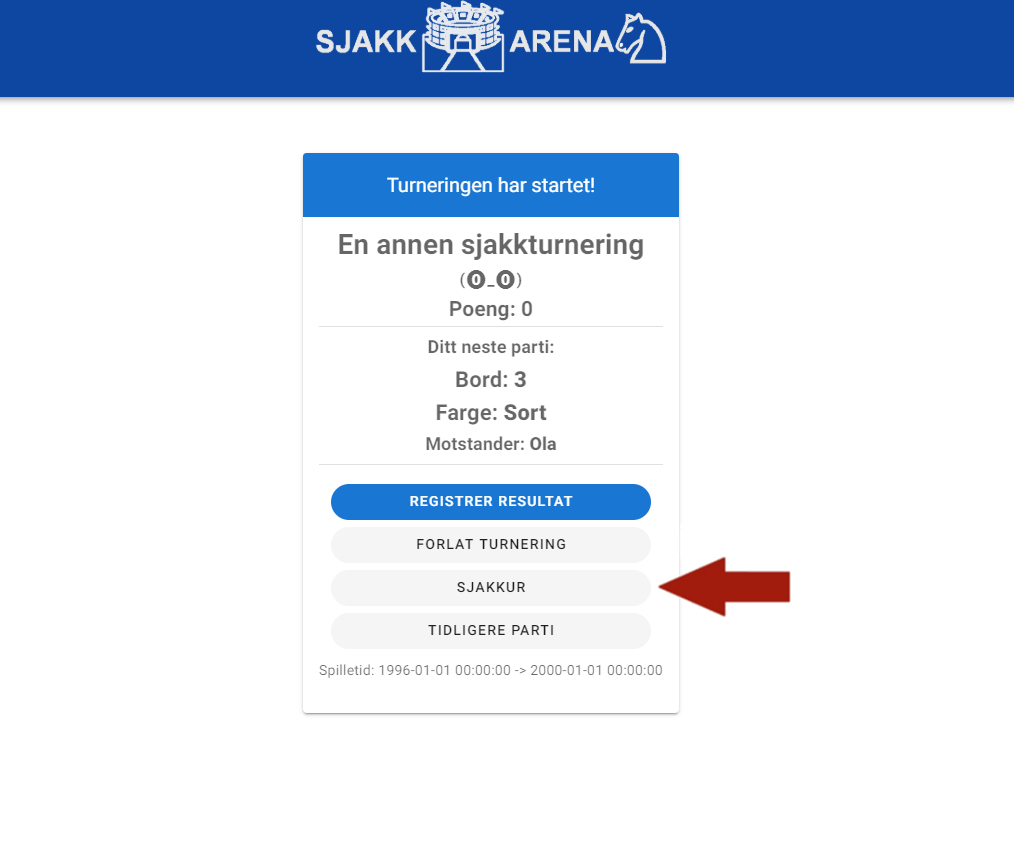 SJAKK ARENA
Turneringen har startet!
En annen sjakkturnering
(0_0)
Poeng: 0
Ditt neste parti:
Bord: 3
Farge: Sort
Motstander: Ola
REGISTRER RESULTAT
FORLAT TURNERING
SJAKKUR
TIDLIGERE PARTI
Spilletid: 1996-01-01 00:00:00 -> 2000-01-01 00:00:00